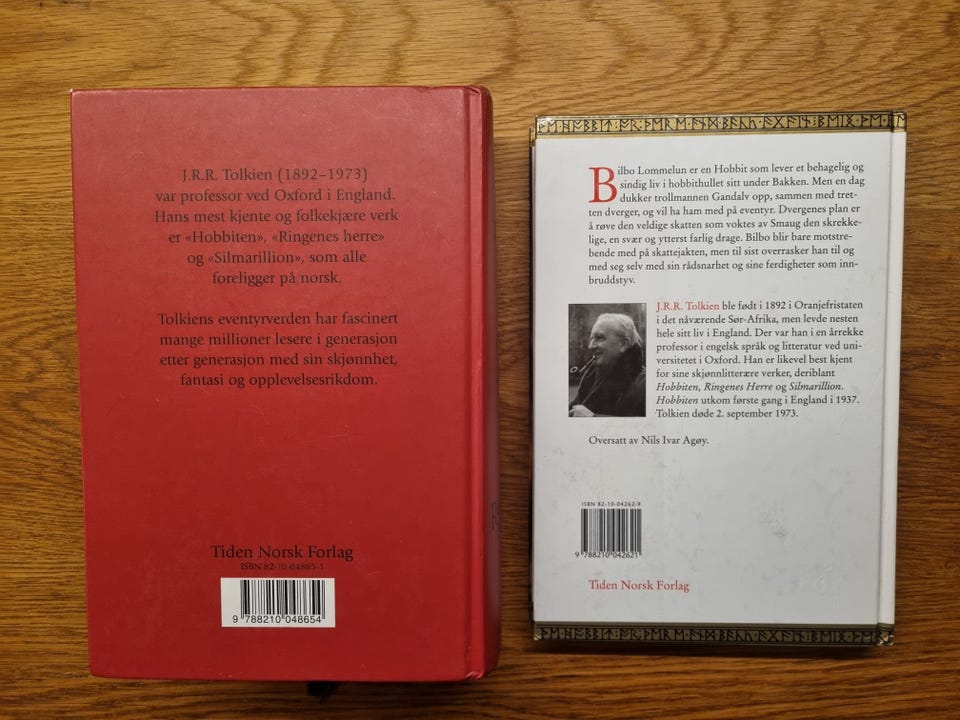 J.R.R. Tolkien (1892–1973)
var professor ved Oxford i England.
Hans mest kjente og folkekjære verk
er «Hobbiten», «Ringenes herre»
og «Silmarillion», som alle
foreligger på norsk.
Tolkiens eventyrverden har fascinert
mange millioner lesere i generasjon
etter generasjon med sin skjønnhet,
fantasi og opplevelsesrikdom.
Tiden Norsk Forlag
ISBN 82-10-04865-1
9 788210 048654
Bilbo Lommelun er en Hobbit som lever et behagelig og
sindig liv i hobbithullet sitt under Bakken. Men en dag
dukker trollmannen Gandalv opp, sammen med tret-
ten dverger, og vil ha ham med på eventyr. Dvergenes plan er
å røve den veldige skatten som voktes av Smaug den skrekke-
lige, en svær og ytterst farlig drage. Bilbo blir bare motstre-
bende med på skattejakten, men til sist overrasker han til og
med seg selv med sin rådsnarhet og sine ferdigheter som inn-
bruddstyv.
J.R.R. Tolkien ble født i 1892 i Oranjefristaten
i det nåværende Sør-Afrika, men levde nesten
hele sitt liv i England. Der var han i en årrekke
professor i engelsk språk og litteratur ved uni-
versitetet i Oxford. Han er likevel best kjent
for sine skjønnlitterære verker, deriblant
Hobbiten, Ringenes Herre og Silmarillion.
Hobbiten utkom første gang i England i 1937.
Tolkien døde 2. september 1973.
Oversatt av Nils Ivar Agøy.
ISBN 82-10-04262-9
9 788210 042621
Tiden Norsk Forlag